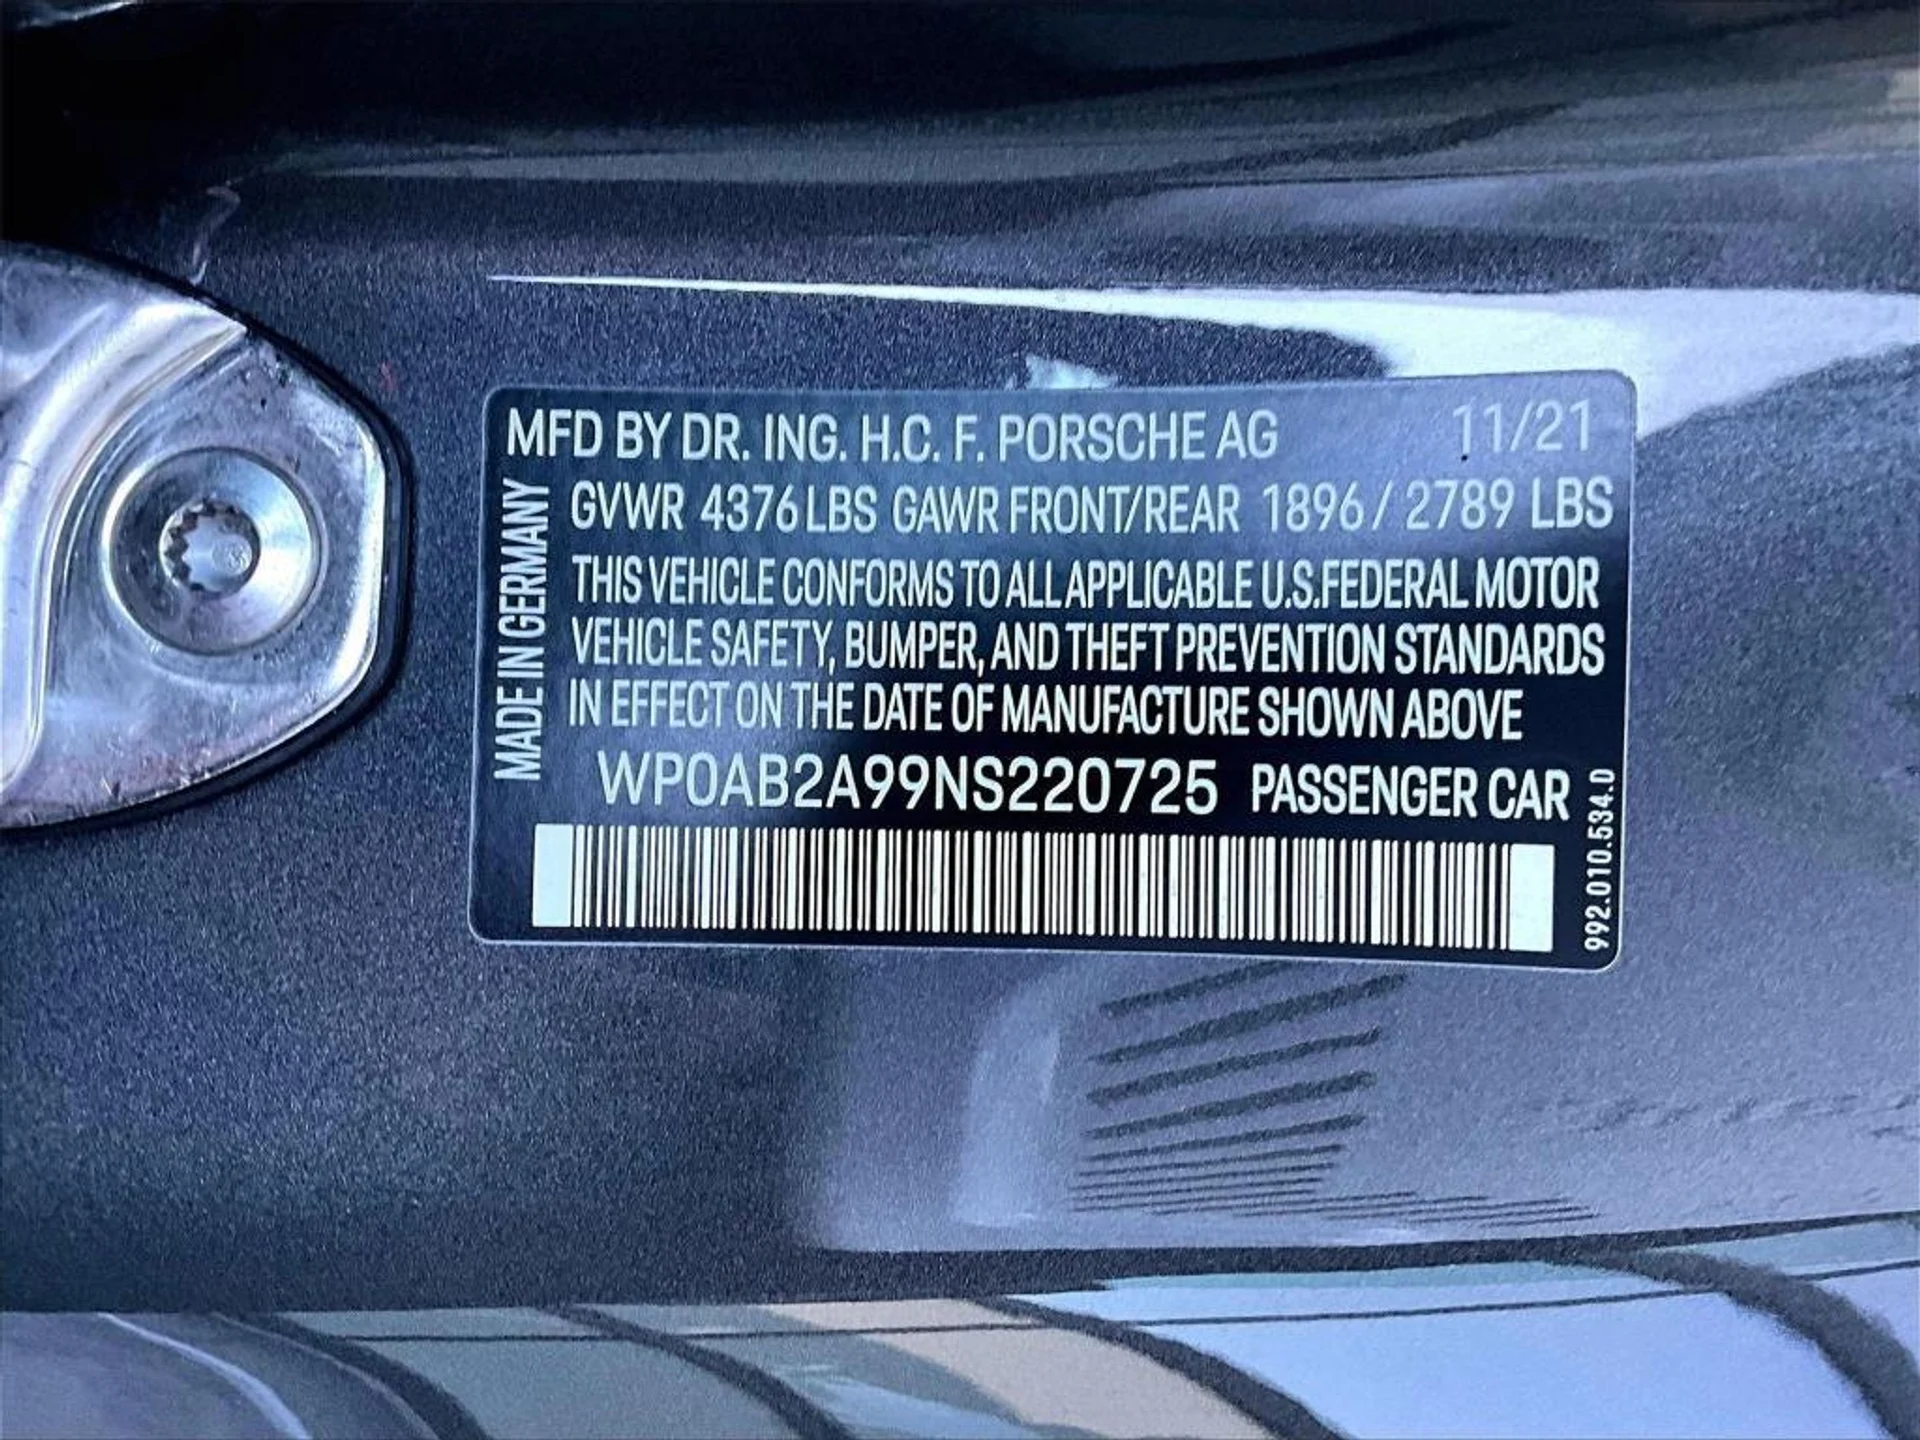 MFD BY DR. ING. H.C. F. PORSCHE AG 11/21
GVWR 4376 LBS GAWR FRONT/REAR 1896 / 2789 LBS
THIS VEHICLE CONFORMS TO ALL APPLICABLE U.S.FEDERAL MOTOR
VEHICLE SAFETY, BUMPER, AND THEFT PREVENTION STANDARDS
IN EFFECT ON THE DATE OF MANUFACTURE SHOWN ABOVE
WP0AB2A99NS220725 PASSENGER CAR
MADE IN GERMANY
992.010.534.0